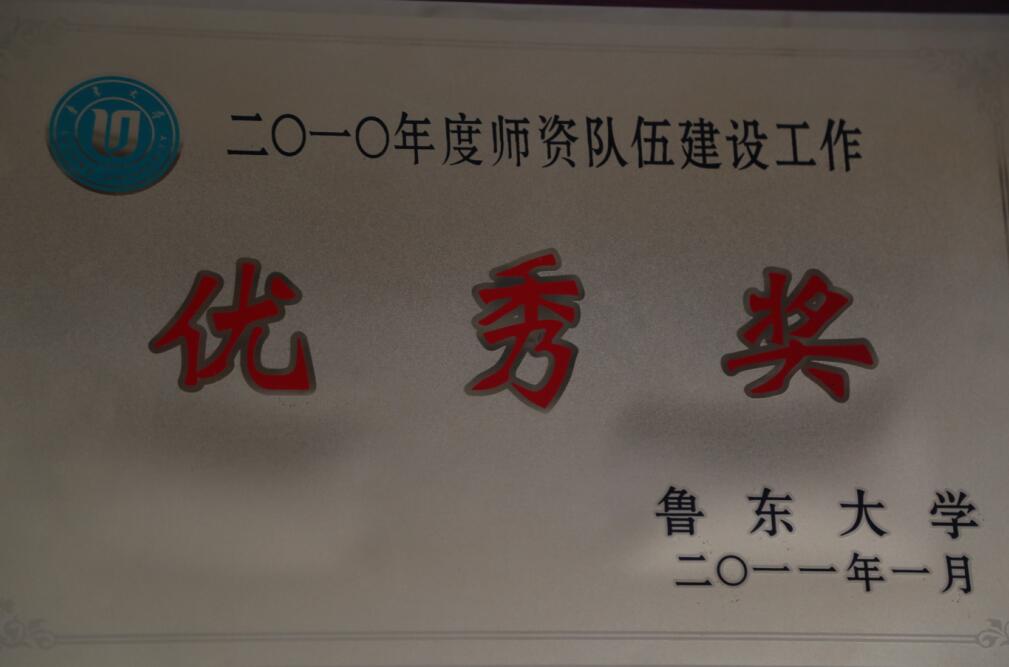 二〇一〇年度师资队伍建设工作
优秀奖
鲁东大学
二〇一一年一月